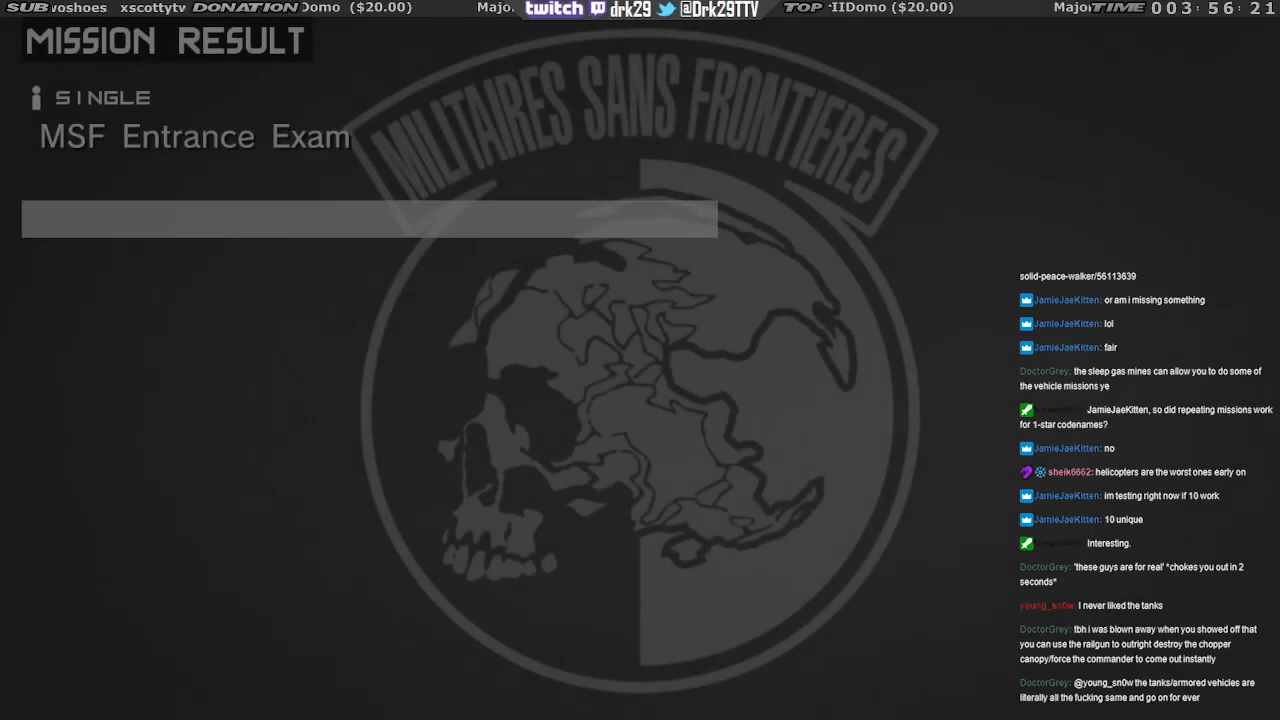 SUB voshoes xscottytv DONATION Domo ($20.00) Majo. twitch drk29 @Drk29TTV TOP IIDomo ($20.00) Majo TIME 003:56:21
MISSION RESULT
SINGLE
MSF Entrance Exam
MILITAIRES SANS FRONTIERES
solid-peace-walker/56113639
JamieJaeKitten: or am i missing something
JamieJaeKitten: lol
JamieJaeKitten: fair
DoctorGrey: the sleep gas mines can allow you to do some of
the vehicle missions ye
JamieJaeKitten, so did repeating missions work
for 1-star codenames?
JamieJaeKitten: no
sheik6662: helicopters are the worst ones early on
JamieJaeKitten: im testing right now if 10 work
JamieJaeKitten: 10 unique
Interesting.
DoctorGrey: 'these guys are for real' *chokes you out in 2
seconds*
young_sn0w: I never liked the tanks
DoctorGrey: tbh i was blown away when you showed off that
you can use the railgun to outright destroy the chopper
canopy/force the commander to come out instantly
DoctorGrey: @young_sn0w the tanks/armored vehicles are
literally all the fucking same and go on for ever